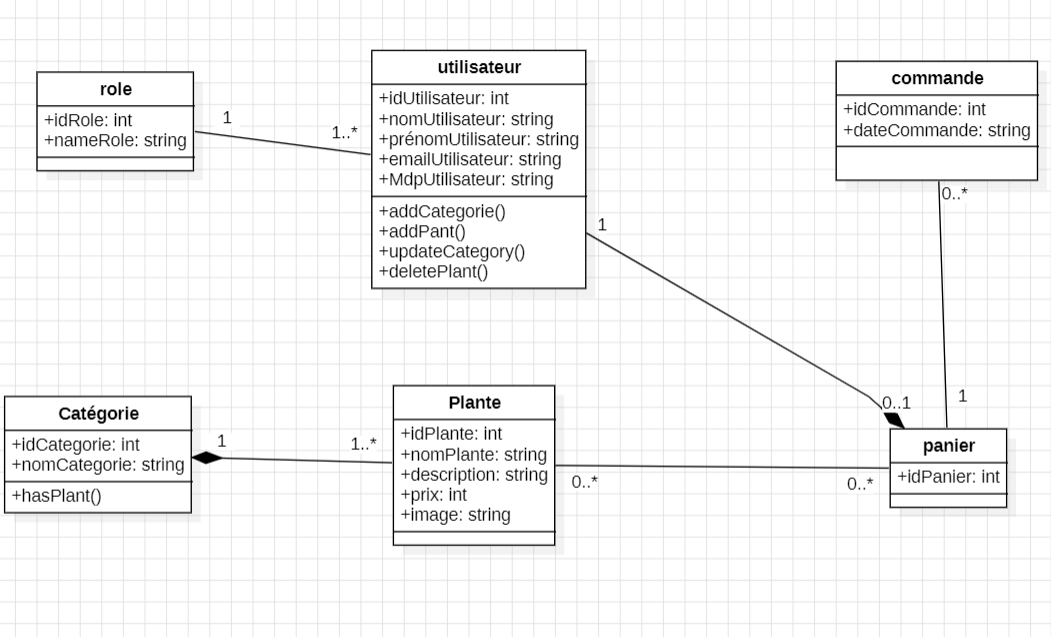 role
+idRole: int
+nameRole: string
1
1..*
utilisateur
+idUtilisateur: int
+nomUtilisateur: string
+prénomUtilisateur: string
+emailUtilisateur: string
+MdpUtilisateur: string
+addCategorie()
+addPant()
+updateCategory()
+deletePlant()
1
0..1
commande
+idCommande: int
+dateCommande: string
0..*
1
Catégorie
+idCategorie: int
+nomCategorie: string
+hasPlant()
1
1..*
Plante
+idPlante: int
+nomPlante: string
+description: string
+prix: int
+image: string
0..*
0..*
panier
+idPanier: int